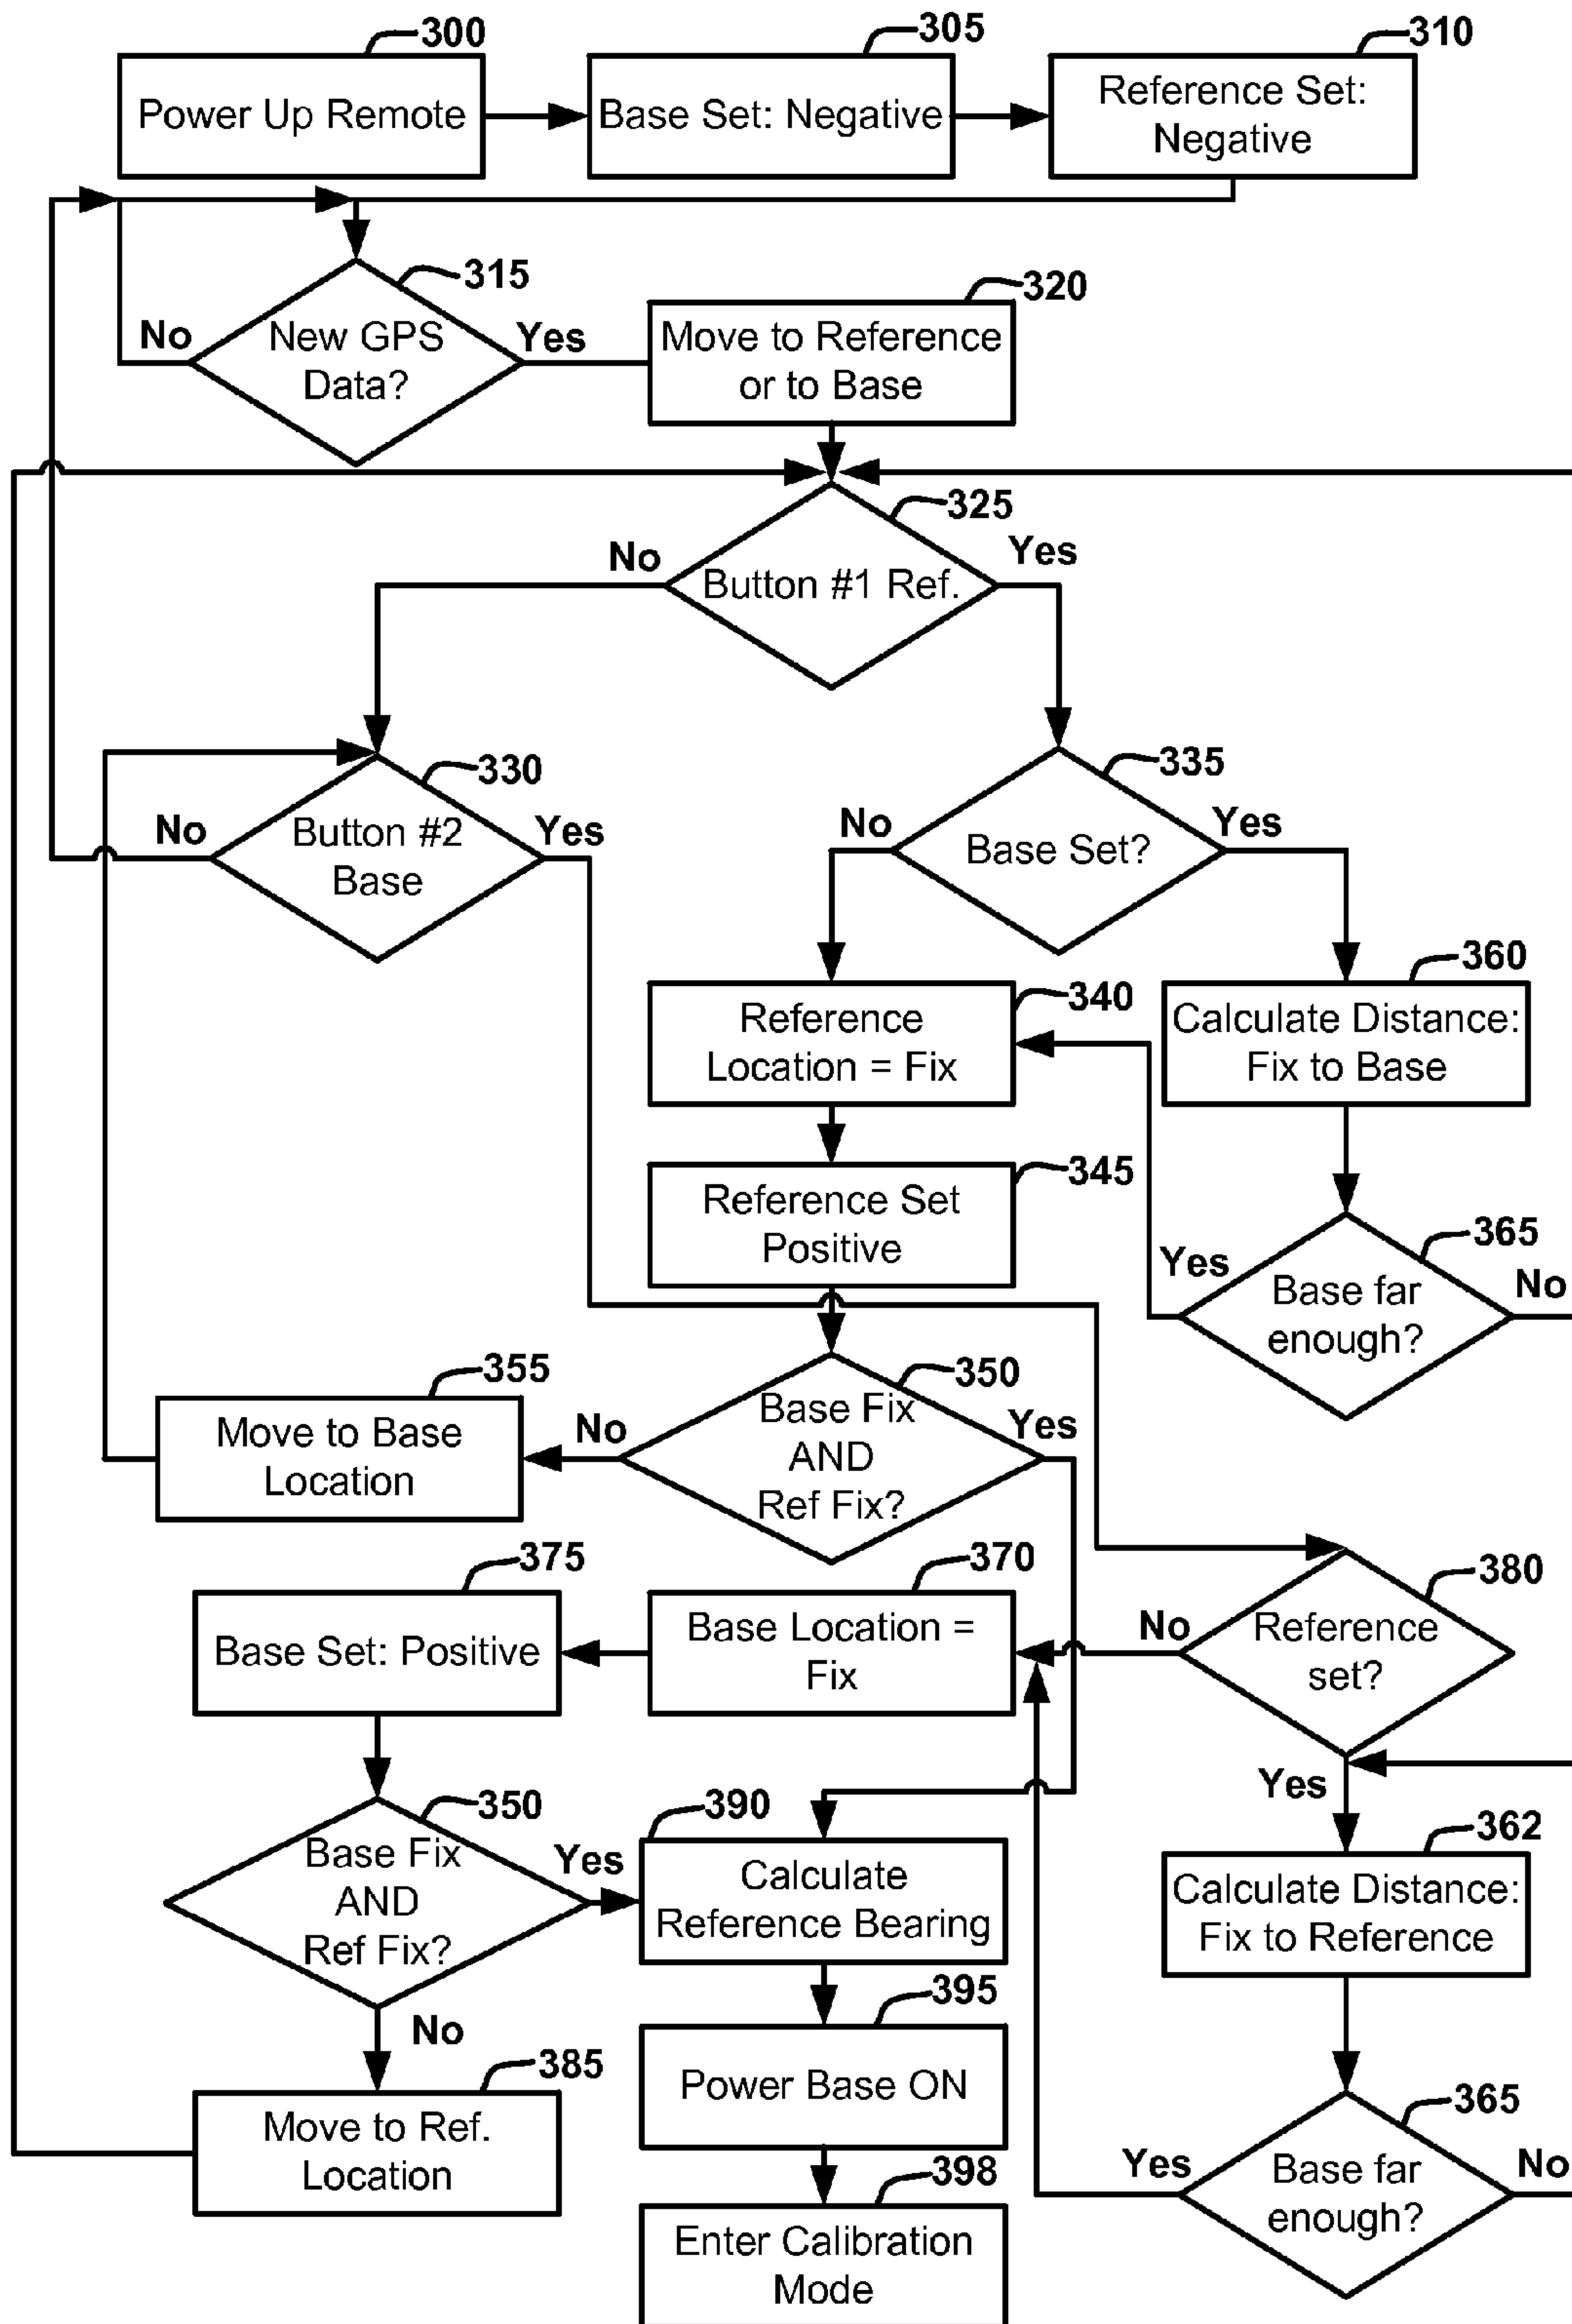 300
Power Up Remote
305
Base Set: Negative
310
Reference Set:
Negative
315
New GPS
Data?
No
Yes
320
Move to Reference
or to Base
325
Button #1 Ref.
No
Yes
330
Button #2
Base
No
Yes
335
Base Set?
No
Yes
340
Reference
Location = Fix
360
Calculate Distance:
Fix to Base
345
Reference Set
Positive
365
Base far
enough?
Yes
No
350
Base Fix
AND
Ref Fix?
No
Yes
355
Move to Base
Location
375
Base Set: Positive
370
Base Location =
Fix
380
Reference
set?
No
Yes
350
Base Fix
AND
Ref Fix?
Yes
No
390
Calculate
Reference Bearing
362
Calculate Distance:
Fix to Reference
385
Move to Ref.
Location
395
Power Base ON
365
Base far
enough?
Yes
No
398
Enter Calibration
Mode